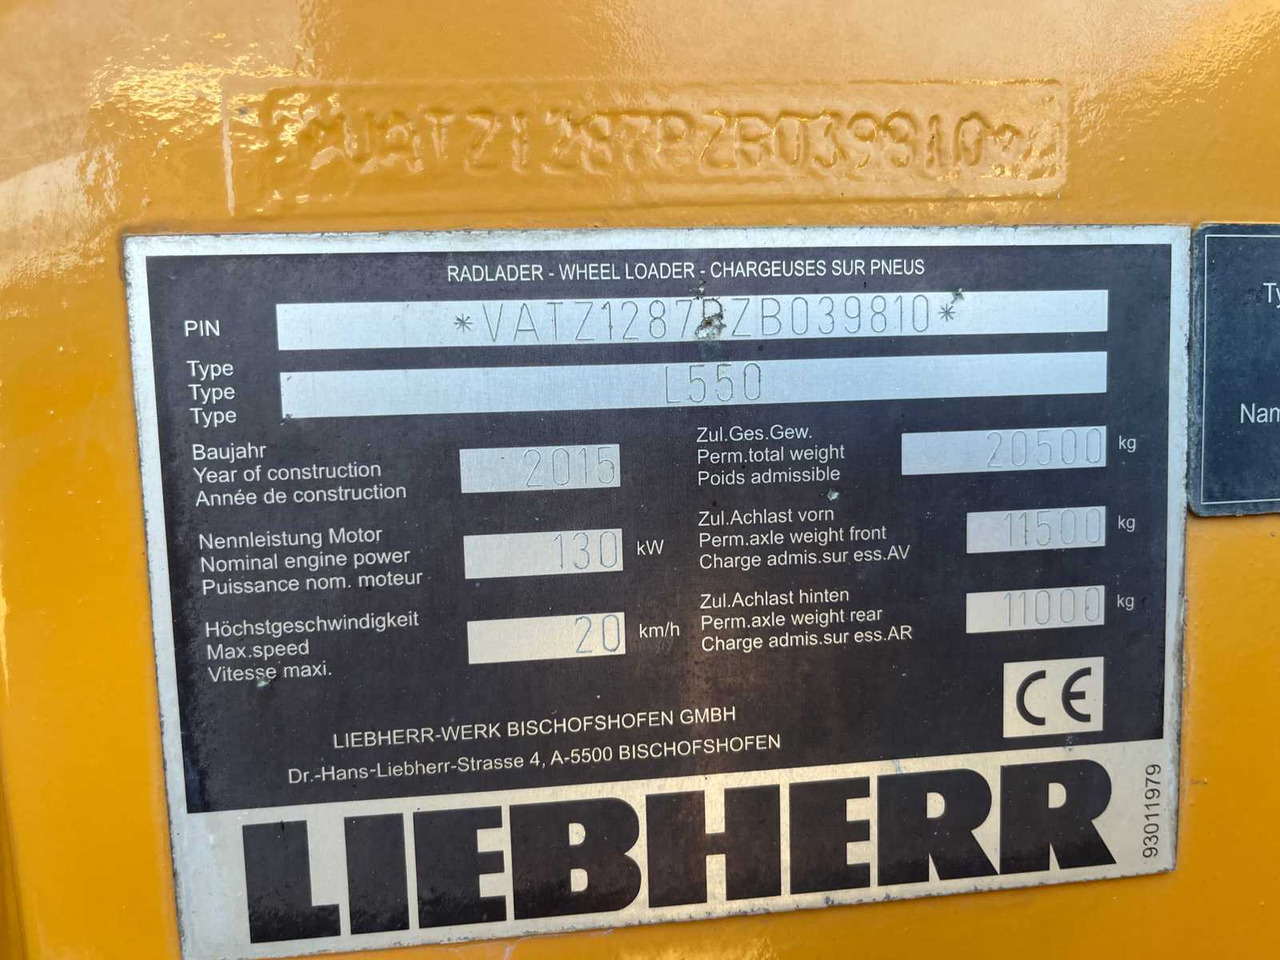 *VATZ1287PZB039810*
RADLADER - WHEEL LOADER - CHARGEUSES SUR PNEUS
PIN *VATZ1287PZB039810*
Type
Type L550
Type
Baujahr
Year of construction 2015
Année de construction
Zul.Ges.Gew.
Perm.total weight 20500 kg
Poids admissible
Nennleistung Motor
Nominal engine power 130 kW
Puissance nom. moteur
Zul.Achlast vorn
Perm.axle weight front 11500 kg
Charge admis.sur ess.AV
Höchstgeschwindigkeit
Max.speed 20 km/h
Vitesse maxi.
Zul.Achlast hinten
Perm.axle weight rear 11000 kg
Charge admis.sur ess.AR
CE
LIEBHERR-WERK BISCHOFSHOFEN GMBH
Dr.-Hans-Liebherr-Strasse 4, A-5500 BISCHOFSHOFEN
LIEBHERR
93011979